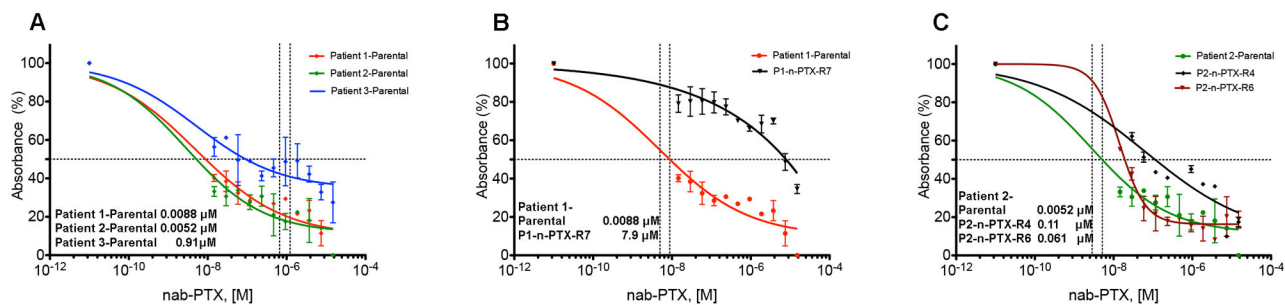 A
Patient 1-Parental
Patient 2-Parental
Patient 3-Parental
Absorbance (%)
100
80
60
40
20
0
Patient 1-Parental 0.0088 µM
Patient 2-Parental 0.0052 µM
Patient 3-Parental 0.91µM
10-12 10-10 10-8 10-6 10-4
nab-PTX, [M]
B
Patient 1-Parental
P1-n-PTX-R7
Absorbance (%)
100
80
60
40
20
0
Patient 1-
Parental 0.0088 µM
P1-n-PTX-R7 7.9 µM
10-12 10-10 10-8 10-6 10-4
nab-PTX, [M]
C
Patient 2-Parental
P2-n-PTX-R4
P2-n-PTX-R6
Absorbance (%)
100
80
60
40
20
0
Patient 2-
Parental 0.0052 µM
P2-n-PTX-R4 0.11 µM
P2-n-PTX-R6 0.061 µM
10-12 10-10 10-8 10-6 10-4
nab-PTX, [M]